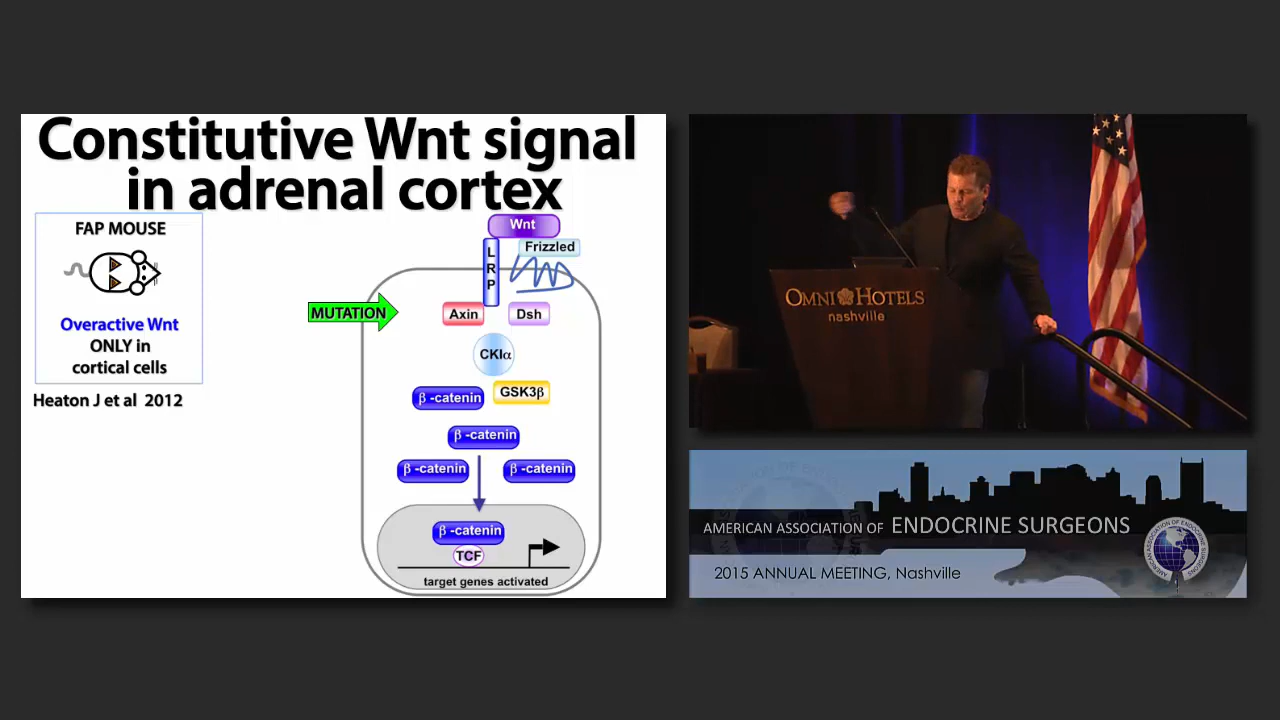 Constitutive Wnt signal
in adrenal cortex
FAP MOUSE
Overactive Wnt
ONLY in
cortical cells
Heaton J et al 2012
Wnt
Frizzled
L
R
P
MUTATION
Axin
Dsh
CKIα
β -catenin
GSK3β
β -catenin
β -catenin
β -catenin
β -catenin
TCF
target genes activated
OMNI HOTELS
nashville
AMERICAN ASSOCIATION OF ENDOCRINE SURGEONS
2015 ANNUAL MEETING, Nashville